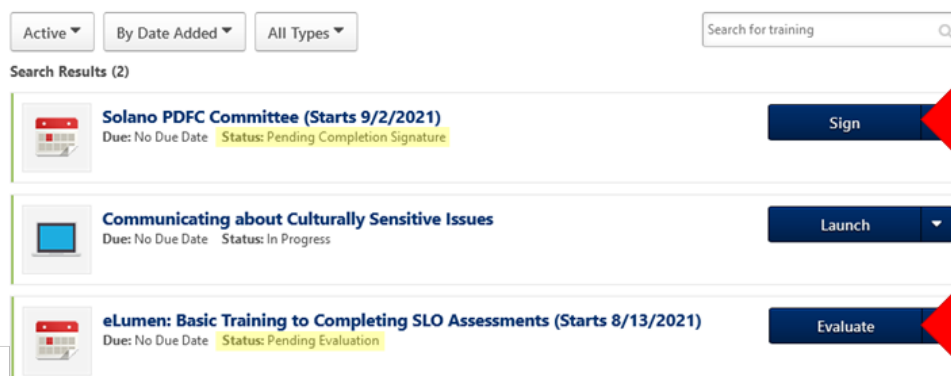 Active By Date Added All Types Search for training
Search Results (2)
Solano PDFC Committee (Starts 9/2/2021)
Due: No Due Date Status: Pending Completion Signature
Sign
Communicating about Culturally Sensitive Issues
Due: No Due Date Status: In Progress
Launch
eLumen: Basic Training to Completing SLO Assessments (Starts 8/13/2021)
Due: No Due Date Status: Pending Evaluation
Evaluate